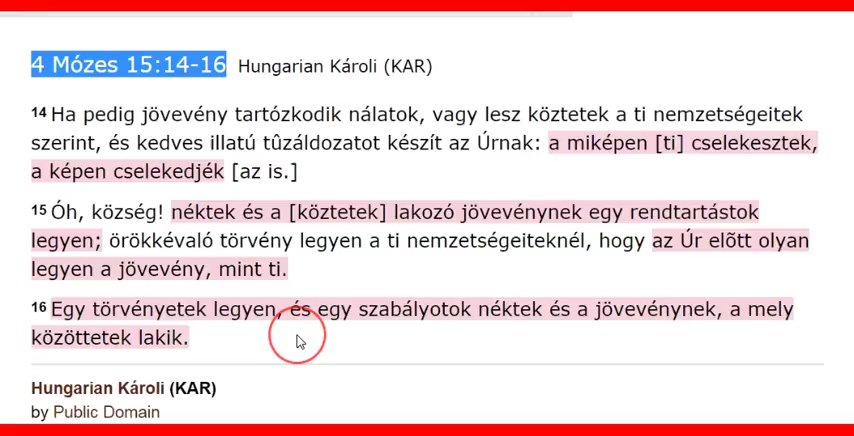 4 Mózes 15:14-16 Hungarian Károli (KAR)
14 Ha pedig jövevény tartózkodik nálatok, vagy lesz köztetek a ti nemzetségeitek
szerint, és kedves illatú tûzáldozatot készít az Úrnak: a miképen [ti] cselekesztek,
a képen cselekedjék [az is.]
15 Óh, község! néktek és a [köztetek] lakozó jövevénynek egy rendtartástok
legyen; örökkévaló törvény legyen a ti nemzetségeiteknél, hogy az Úr elõtt olyan
legyen a jövevény, mint ti.
16 Egy törvényetek legyen, és egy szabályotok néktek és a jövevénynek, a mely
közöttetek lakik.
Hungarian Károli (KAR)
by Public Domain